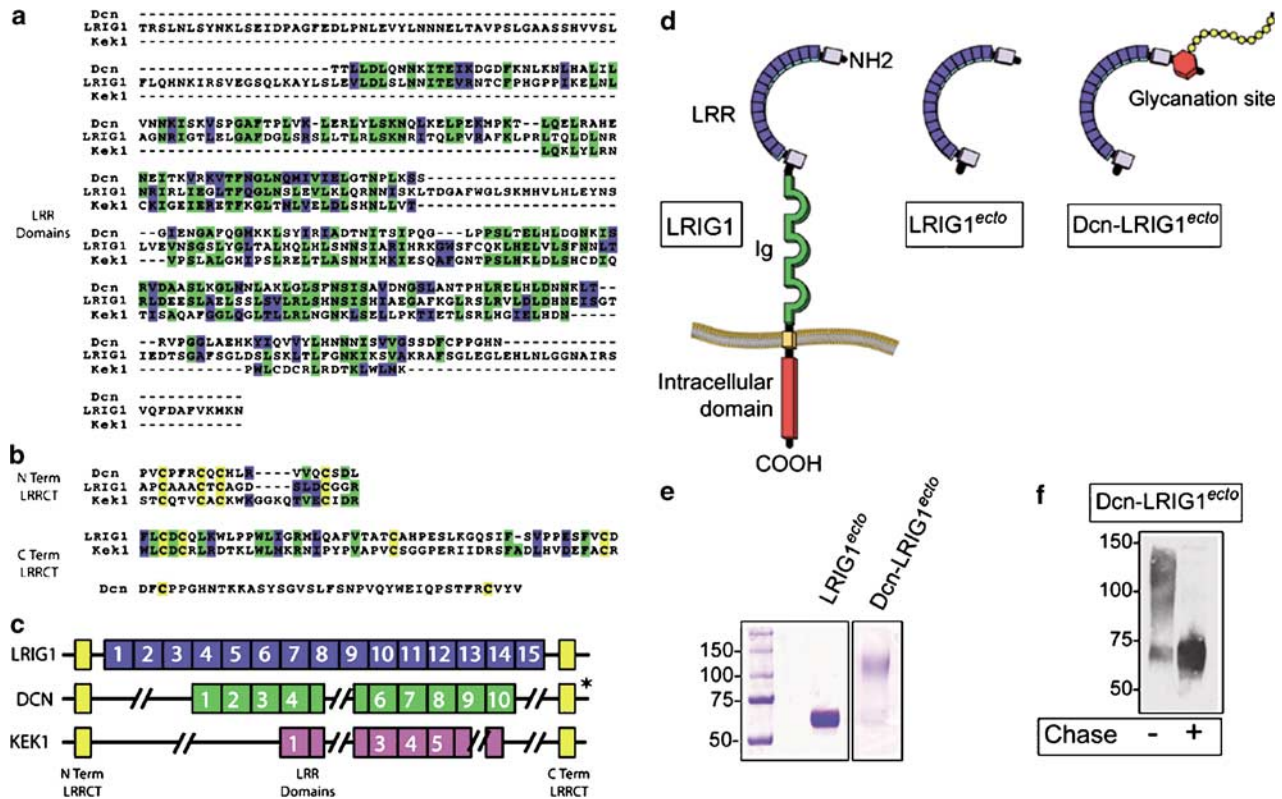 a
Dcn ------------------------------------------------
LRIG1 TRSLNLSYNKLSEIDPAGFEDLPNLEVYLNNNELTAVPSLGAASSHVVSL
Kek1 ------------------------------------------------
Dcn --------------------TTLLDLQNNKITEIKDGDFKNLKNLHALIL
LRIG1 FLQHNKIRSVEGSQLKAYLSLEVLDLSLNNITEVRNTCFPHGPPIKELNL
Kek1 ------------------------------------------------
Dcn VNNKISKVSPGAFTPLVK-LERLYLSKNQLKELPEKMPKT--LQELRAHE
LRIG1 AGNRIGTLELGAFDGLSRSLLTLRLSKNRITQLPVRAFKLPRLTQLDLNR
Kek1 ------------------------------------------LQKLYLRN
Dcn NEITKVRKVTFNGLNQMIVIELGTNPLKSS--------------------
LRIG1 NRIRLIEGLTFQGLNSLEVLKLQRNNISKLTDGAFWGLSKMHVLHLEYNS
Kek1 CKIGEIERETFKGLTNLVELDLSHNLLVT---------------------
LRR
Domains
Dcn --GIENGAFQGMKKLSYIRIADTNITSIPQG--LPPSLTELHLDGNKIS
LRIG1 LVEVNSGSLYGLTALHQLHLSNNSIARIHRKGWSFCQKLHELVLSFNNLT
Kek1 ---VPSLALGHIPSLRELTLASNHIHKIESQAFGNTPSLHKLDLSHCDIQ
Dcn RVDAASLKGLNNLAKLGLSFNSISAVDNGSLANTPHLRELHLDNNKLT--
LRIG1 RLDEESLAELSSLSVLRLSHNSISHIAEGAFKGLRSLRVLDLDHNEISGT
Kek1 TISAQAFGGLQGLTLLRLNGNKLSELLPKTIETLSRLHGIELHDN-----
Dcn --RVPGGLAEHKYIQVVYLHNNNISVVGSSDFCPPGHN------------
LRIG1 IEDTSGAFSGLDSLSKLTLFGNKIKSVAKRAFSGLEGLEHLNLGGNAIRS
Kek1 -----------PWLCDCRLRDTKLWLMK----------------------
Dcn -----------
LRIG1 VQFDAFVKMKN
Kek1 -----------
b
N Term
LRRCT
Dcn PVCPFRCQCHLR----VVQCSDL
LRIG1 APCAAACTCAGD----SLDCGGR
Kek1 STCQTVCACKWKGGKQTVECIDR
C Term
LRRCT
LRIG1 FLCDCQLKWLPPWLIGRMLQAFVTATCAHPESLKGQSIF-SVPPESFVCD
Kek1 WLCDCRLRDTKLWLMKRNIPYPVAPVCSGGPERIIDRSFADLHVDEFACR
Dcn DFCPPGHNTKKASYSGVSLFSNPVQYWEIQPSTFRCVYV
c
LRIG1 1 2 3 4 5 6 7 8 9 10 11 12 13 14 15
DCN 1 2 3 4 6 7 8 9 10 *
KEK1 1 3 4 5
N Term
LRRCT
LRR
Domains
C Term
LRRCT
d
NH2
LRR
Glycanation site
LRIG1
LRIG1ecto
Dcn-LRIG1ecto
Ig
Intracellular
domain
COOH
e
LRIG1ecto
Dcn-LRIG1ecto
150-
100-
75-
50-
f
Dcn-LRIG1ecto
150-
100-
75-
50-
Chase - +